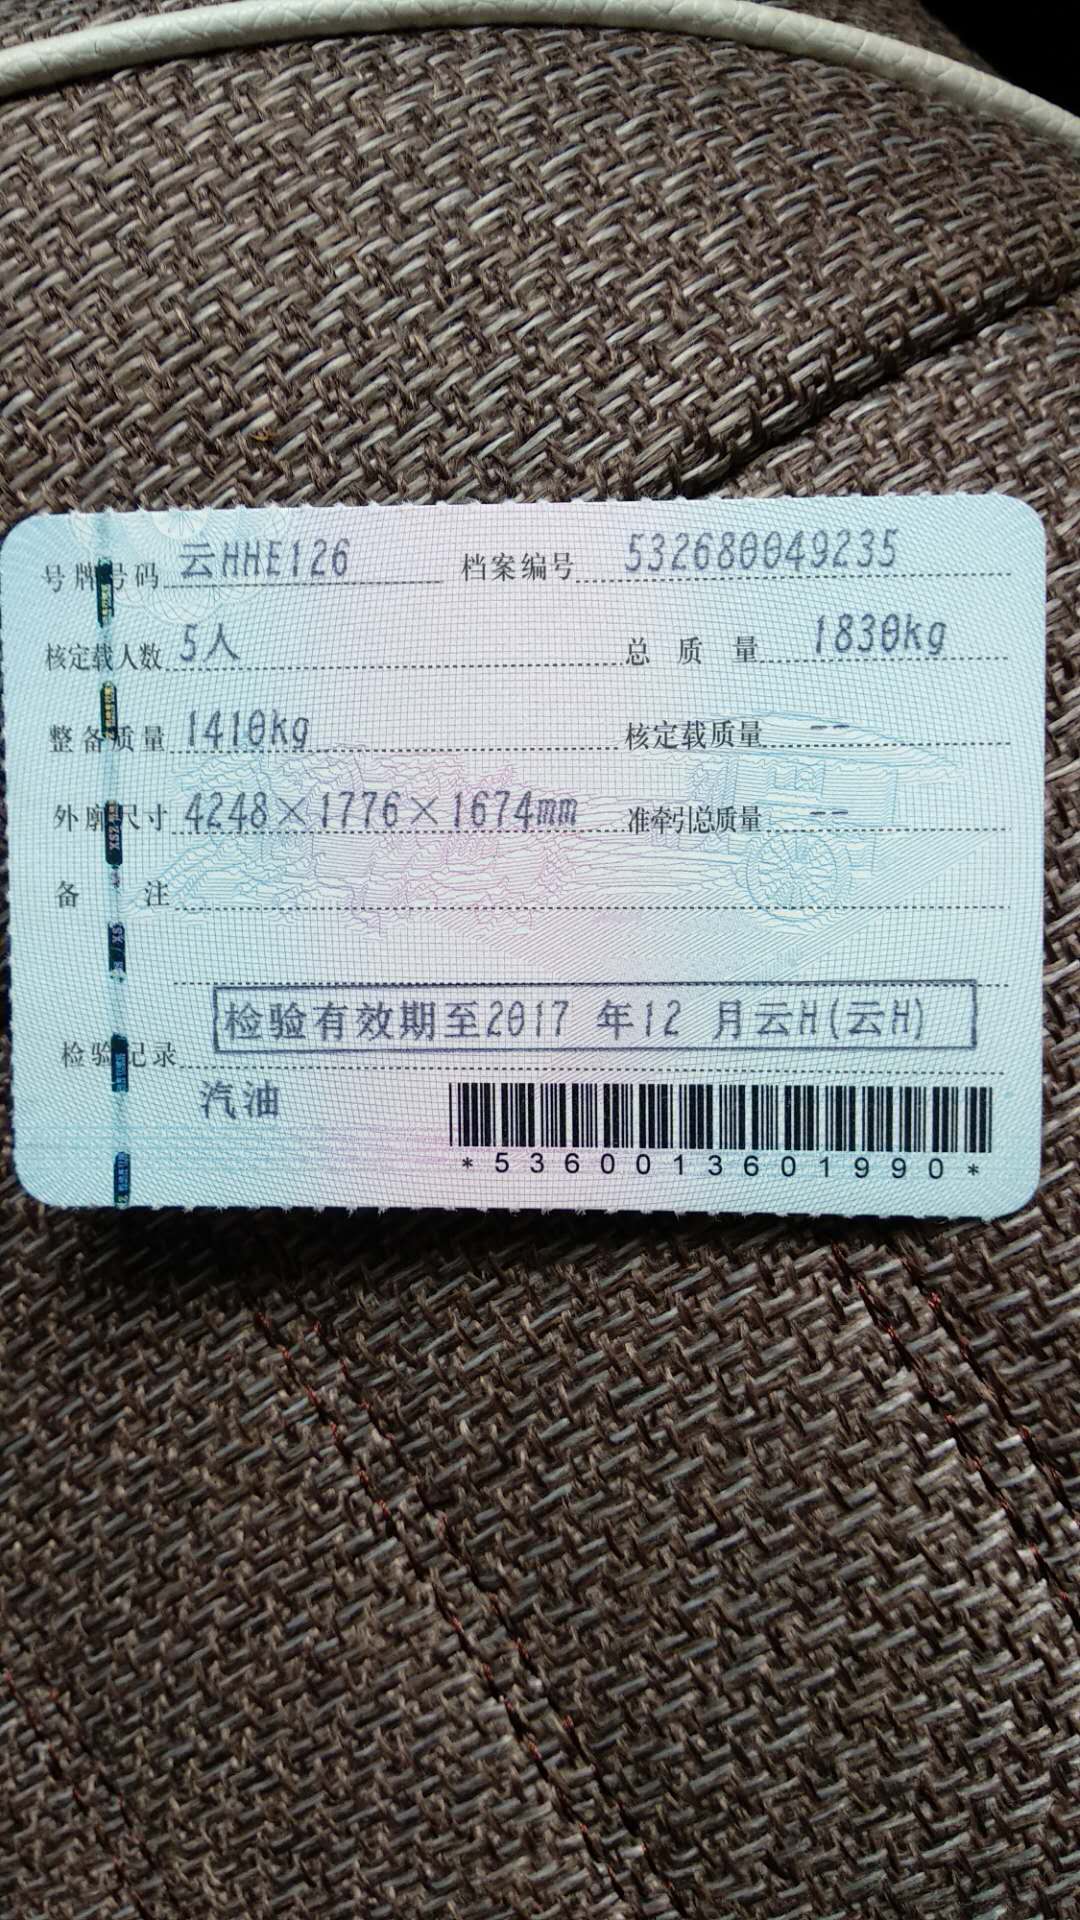 号牌号码 云HHE126 档案编号 532680049235
核定载人数 5人 总质量 1830kg
整备质量 1410kg 核定载质量 --
外廓尺寸 4248×1776×1674mm 准牵引总质量 --
备注
检验有效期至2017 年12 月云H(云H)
检验记录
汽油
*5360013601990*